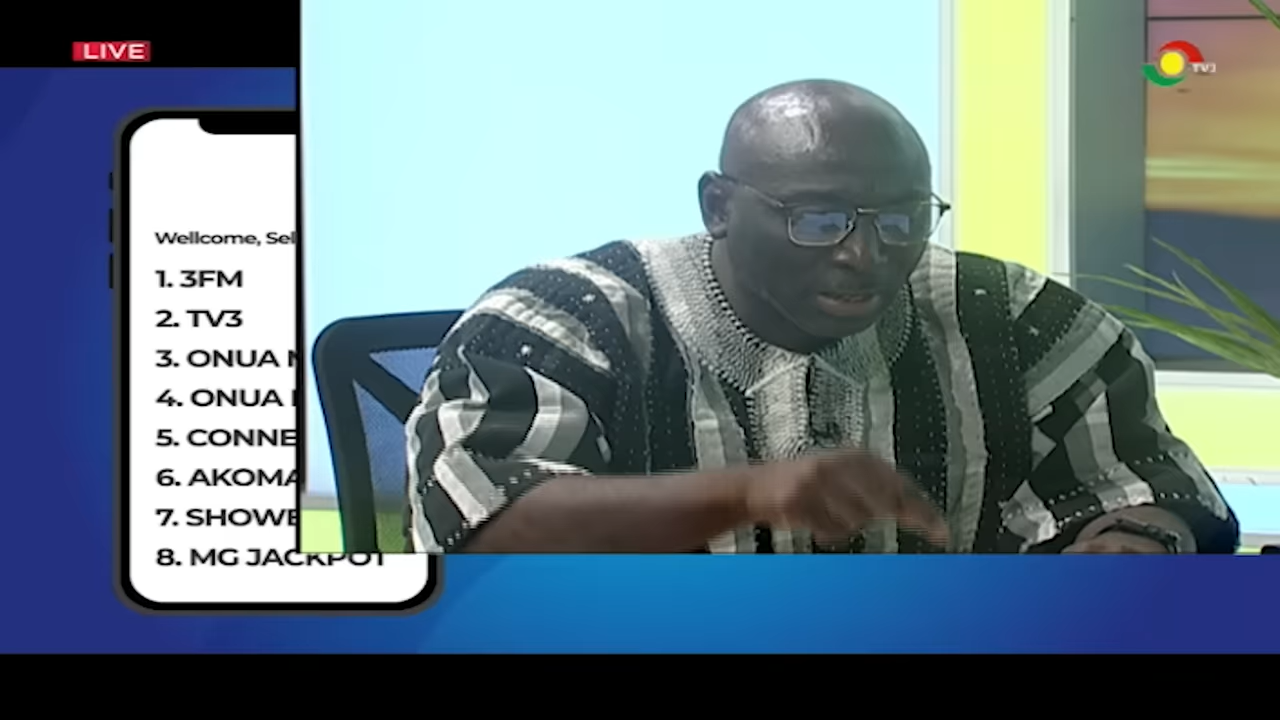 LIVE
TV3
Wellcome, Sel
1. 3FM
2. TV3
3. ONUA
4. ONUA
5. CONNE
6. AKOMA
7. SHOWB
8. MG JACKPOT